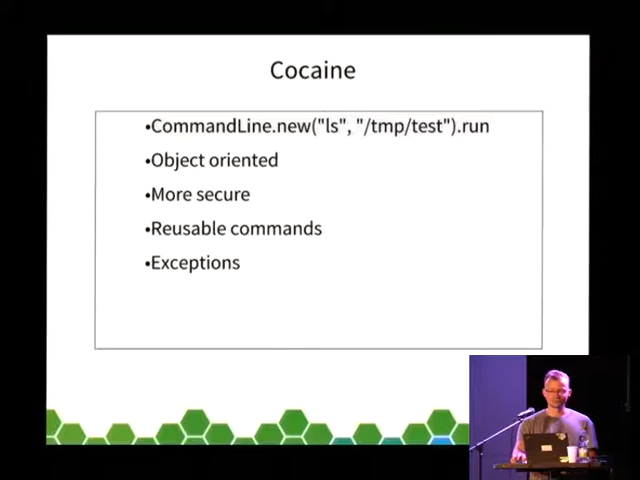 Cocaine
•CommandLine.new("ls", "/tmp/test").run
•Object oriented
•More secure
•Reusable commands
•Exceptions